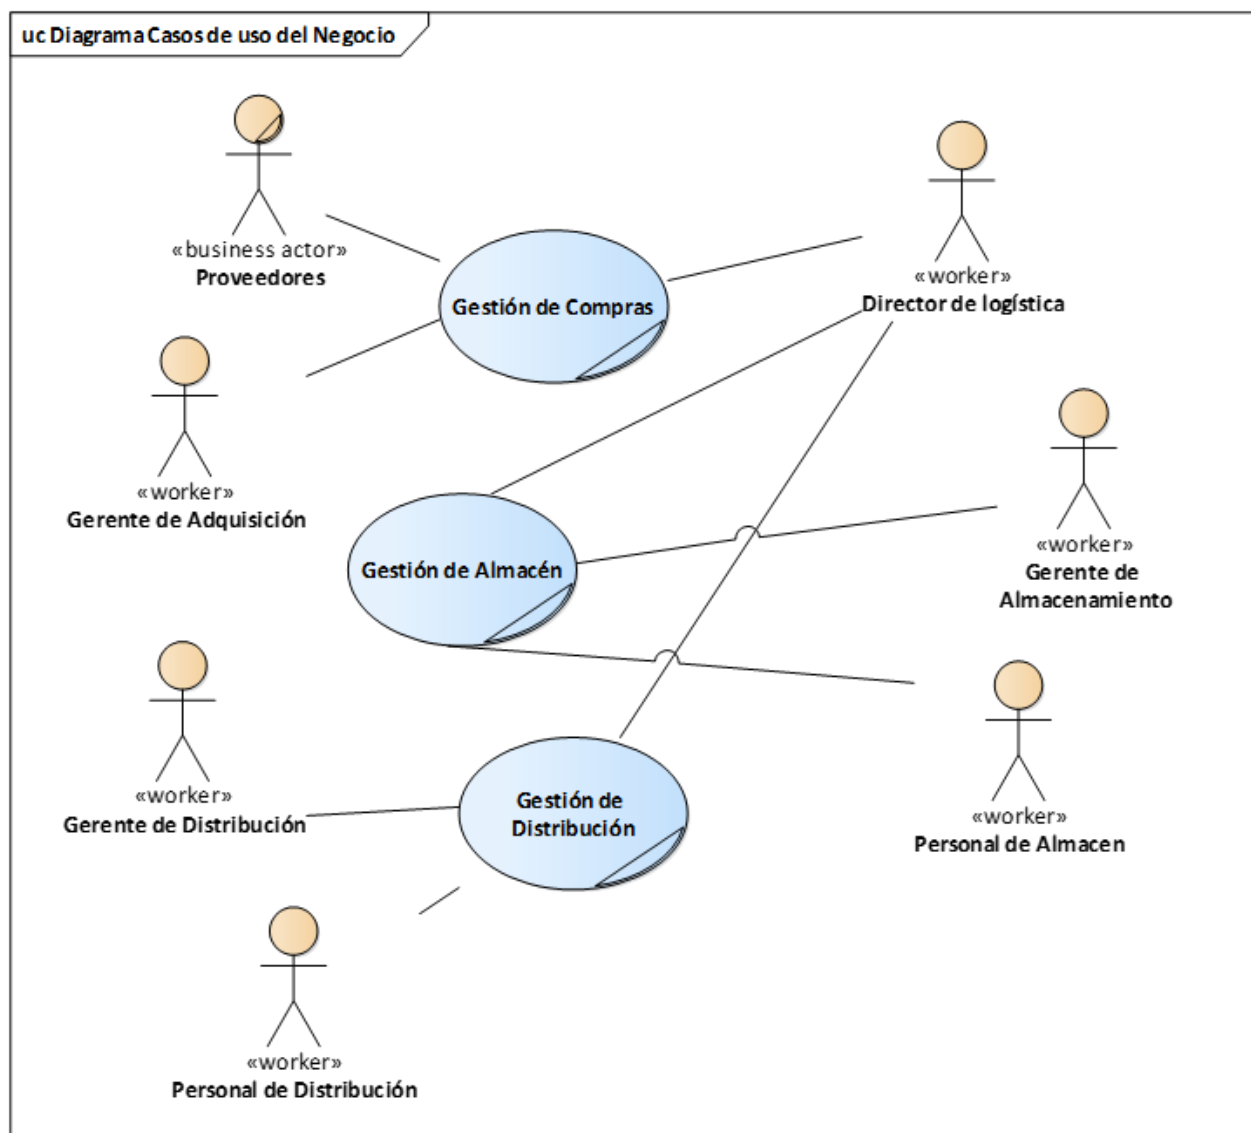 uc Diagrama Casos de uso del Negocio
«business actor»
Proveedores
«worker»
Director de logística
Gestión de Compras
«worker»
Gerente de Adquisición
«worker»
Gerente de
Almacenamiento
Gestión de Almacén
«worker»
Gerente de Distribución
Gestión de
Distribución
«worker»
Personal de Almacen
«worker»
Personal de Distribución